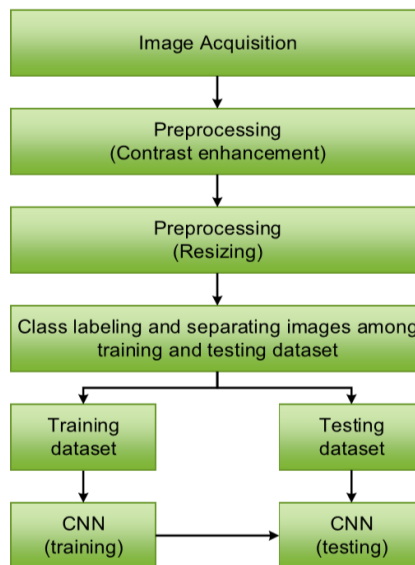 Image Acquisition
Preprocessing
(Contrast enhancement)
Preprocessing
(Resizing)
Class labeling and separating images among
training and testing dataset
Training
dataset
Testing
dataset
CNN
(training)
CNN
(testing)